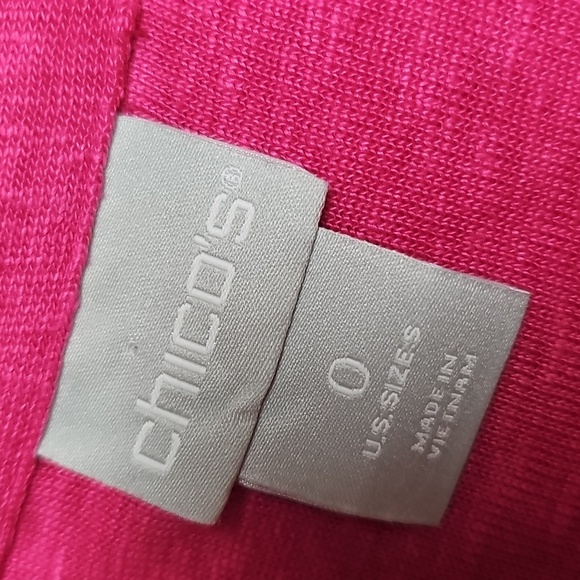 chico's®
0
U.S. SIZE S
MADE IN
VIETNAM